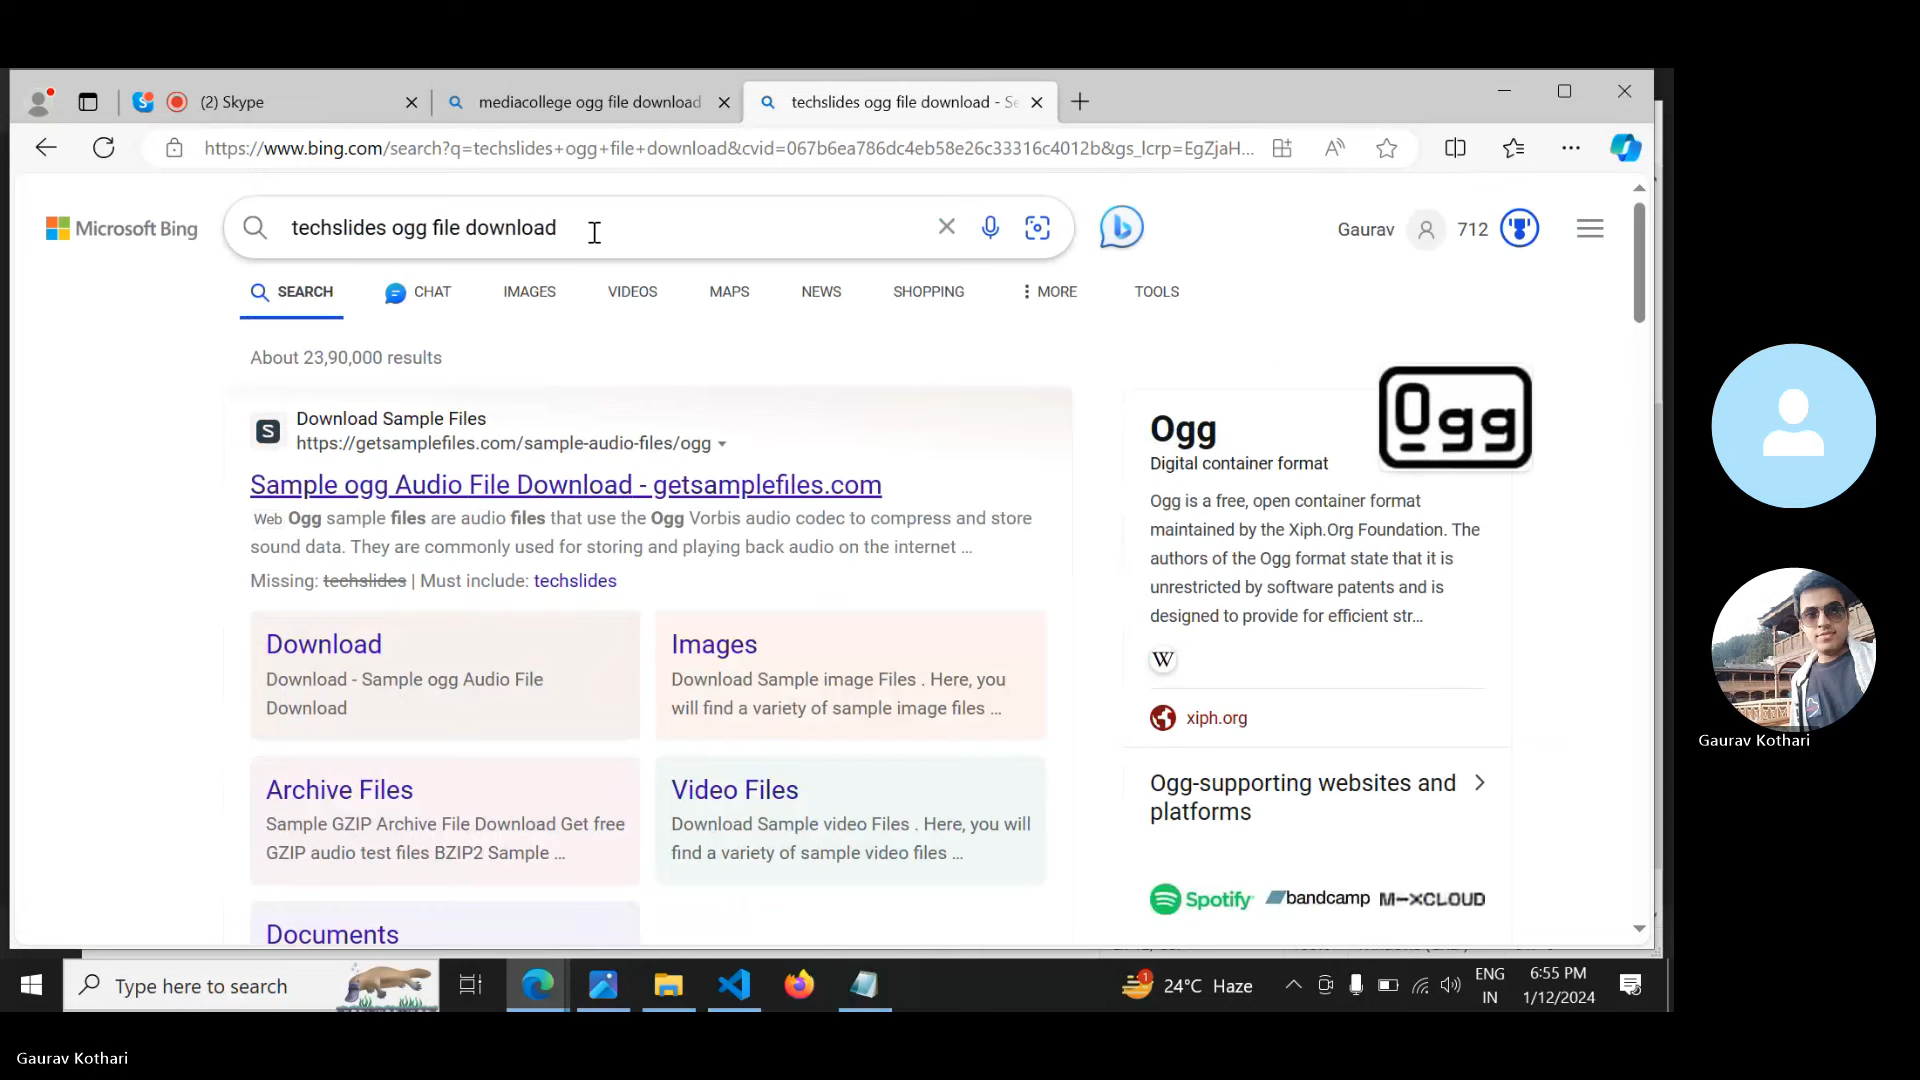 (2) Skype
mediacollege ogg file download
techslides ogg file download - Se
https://www.bing.com/search?q=techslides+ogg+file+download&cvid=067b6ea786dc4eb58e26c33316c4012b&gs_lcrp=EgZjaH...
Microsoft Bing
techslides ogg file download
Gaurav
712
SEARCH
CHAT
IMAGES
VIDEOS
MAPS
NEWS
SHOPPING
MORE
TOOLS
About 23,90,000 results
S
Download Sample Files
https://getsamplefiles.com/sample-audio-files/ogg
Sample ogg Audio File Download - getsamplefiles.com
Web Ogg sample files are audio files that use the Ogg Vorbis audio codec to compress and store
sound data. They are commonly used for storing and playing back audio on the internet ...
Missing: techslides | Must include: techslides
Download
Download - Sample ogg Audio File
Download
Images
Download Sample image Files . Here, you
will find a variety of sample image files ...
Archive Files
Sample GZIP Archive File Download Get free
GZIP audio test files BZIP2 Sample ...
Video Files
Download Sample video Files . Here, you will
find a variety of sample video files ...
Documents
Ogg
Ogg
Digital container format
Ogg is a free, open container format
maintained by the Xiph.Org Foundation. The
authors of the Ogg format state that it is
unrestricted by software patents and is
designed to provide for efficient str...
W
xiph.org
Ogg-supporting websites and
platforms
Spotify
bandcamp
M-XCLOUD
Type here to search
1
24°C Haze
ENG
IN
6:55 PM
1/12/2024
Gaurav Kothari
Gaurav Kothari